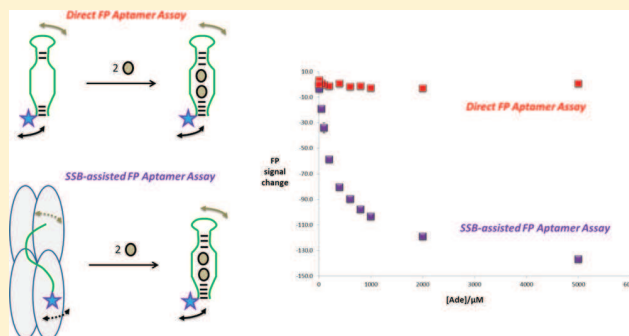 Direct FP Aptamer Assay
2
SSB-assisted FP Aptamer Assay
2
10.0
-10.0
-30.0
-50.0
-70.0
-90.0
-110.0
-130.0
-150.0
FP
signal
change
0
1000
2000
3000
4000
5000
[Ade]/µM
Direct FP Aptamer Assay
SSB-assisted FP Aptamer Assay